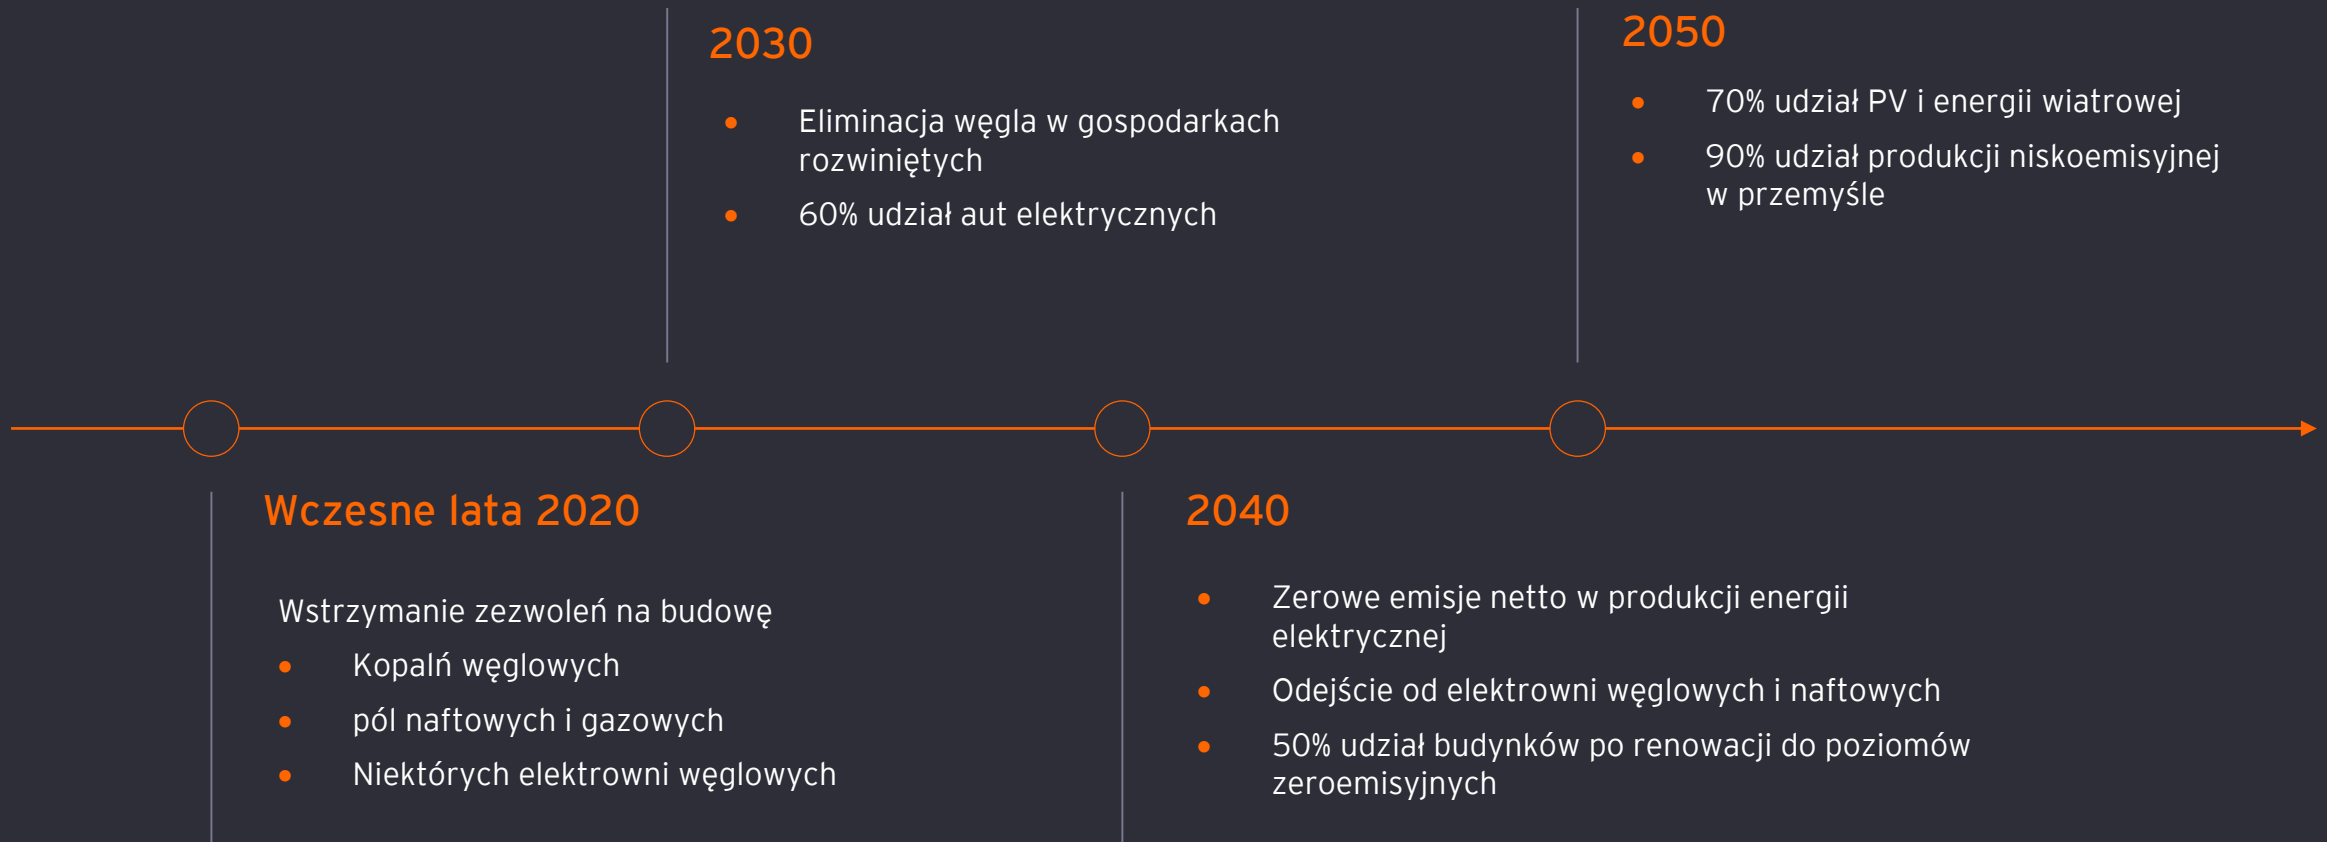 2030
• Eliminacja węgla w gospodarkach
rozwiniętych
• 60% udział aut elektrycznych
2050
• 70% udział PV i energii wiatrowej
• 90% udział produkcji niskoemisyjnej
w przemyśle
Wczesne lata 2020
Wstrzymanie zezwoleń na budowę
• Kopalń węglowych
• pól naftowych i gazowych
• Niektórych elektrowni węglowych
2040
• Zerowe emisje netto w produkcji energii
elektrycznej
• Odejście od elektrowni węglowych i naftowych
• 50% udział budynków po renowacji do poziomów
zeroemisyjnych